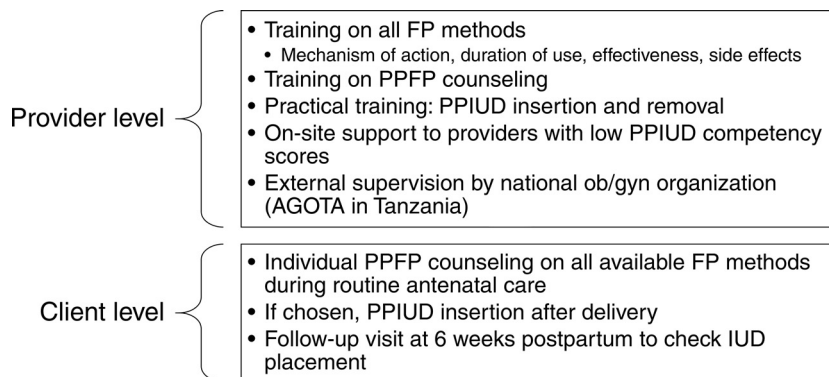 Provider level
• Training on all FP methods
• Mechanism of action, duration of use, effectiveness, side effects
• Training on PPFP counseling
• Practical training: PPIUD insertion and removal
• On-site support to providers with low PPIUD competency
scores
• External supervision by national ob/gyn organization
(AGOTA in Tanzania)
Client level
• Individual PPFP counseling on all available FP methods
during routine antenatal care
• If chosen, PPIUD insertion after delivery
• Follow-up visit at 6 weeks postpartum to check IUD
placement